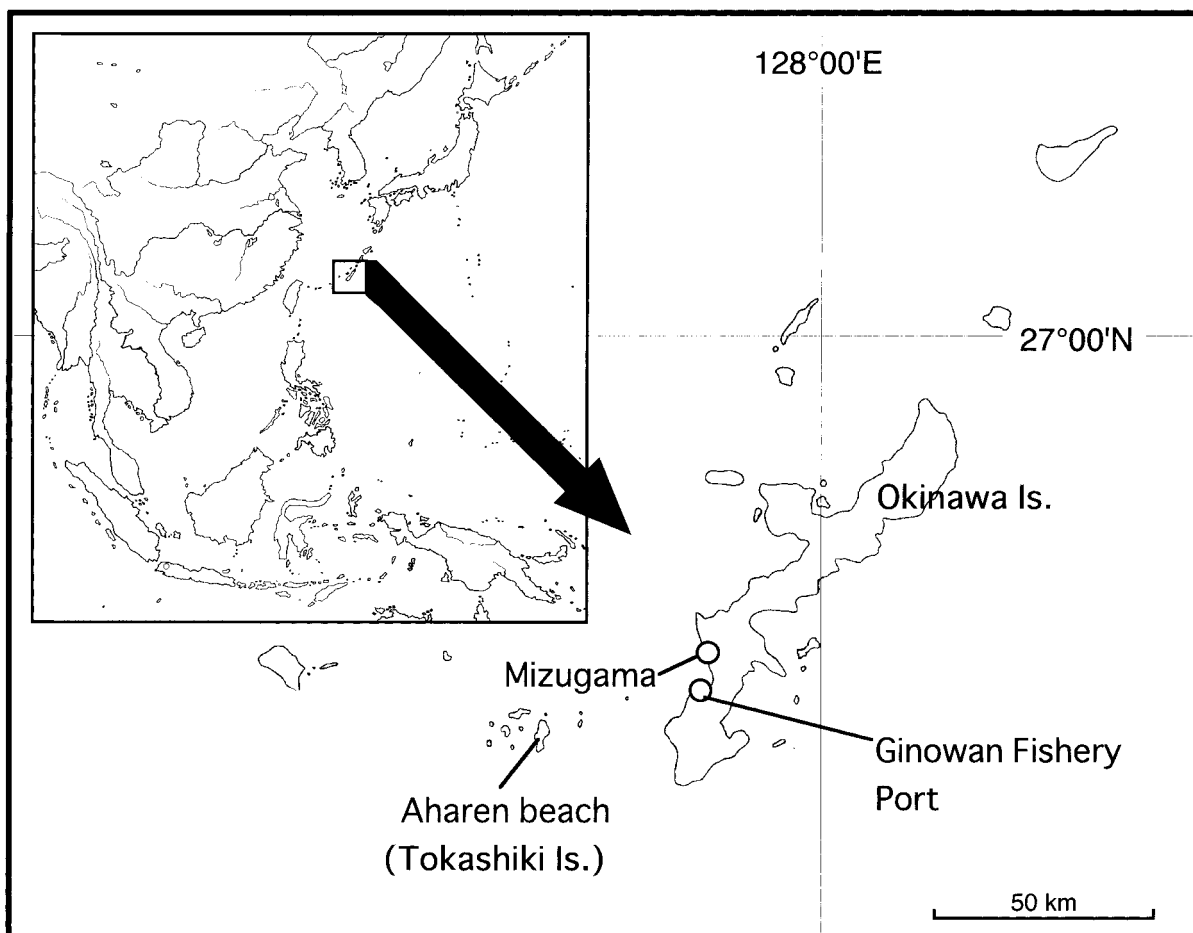 128°00'E
27°00'N
Okinawa Is.
Mizugama
Ginowan Fishery
Port
Aharen beach
(Tokashiki Is.)
50 km